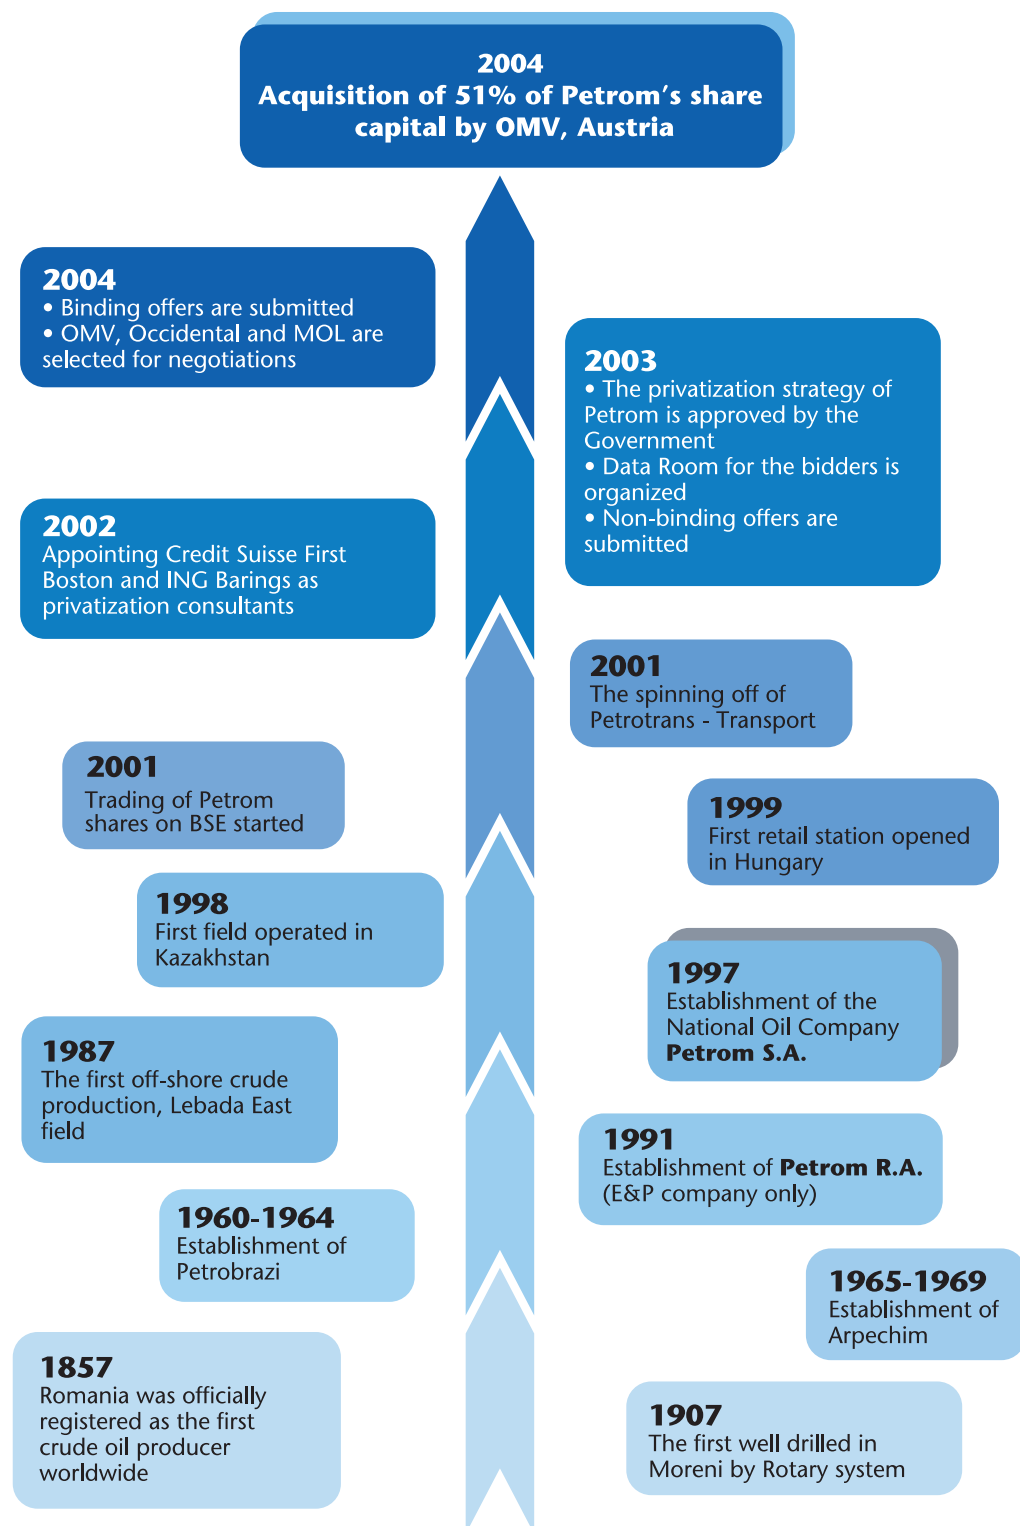 2004
Acquisition of 51% of Petrom's share
capital by OMV, Austria
2004
• Binding offers are submitted
• OMV, Occidental and MOL are
selected for negotiations
2003
• The privatization strategy of
Petrom is approved by the
Government
• Data Room for the bidders is
organized
• Non-binding offers are
submitted
2002
Appointing Credit Suisse First
Boston and ING Barings as
privatization consultants
2001
The spinning off of
Petrotrans - Transport
2001
Trading of Petrom
shares on BSE started
1999
First retail station opened
in Hungary
1998
First field operated in
Kazakhstan
1997
Establishment of the
National Oil Company
Petrom S.A.
1987
The first off-shore crude
production, Lebada East
field
1991
Establishment of Petrom R.A.
(E&P company only)
1960-1964
Establishment of
Petrobrazi
1965-1969
Establishment of
Arpechim
1857
Romania was officially
registered as the first
crude oil producer
worldwide
1907
The first well drilled in
Moreni by Rotary system